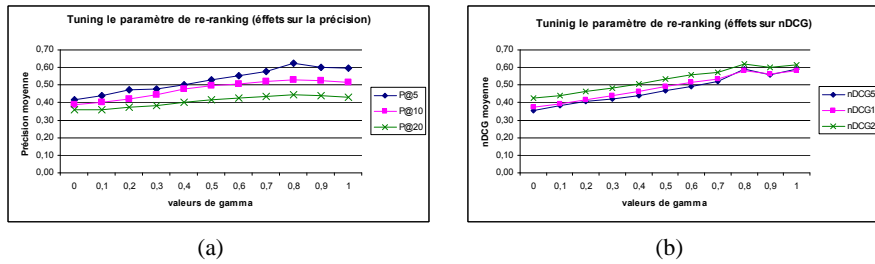 Tuning le paramètre de re-ranking (éffets sur la précision)
0,70
0,60
0,50
0,40
0,30
0,20
0,10
0,00
Précision moyenne
0 0,1 0,2 0,3 0,4 0,5 0,6 0,7 0,8 0,9 1
valeurs de gamma
P@5
P@10
P@20
(a)
Tuninig le paramètre de re-ranking (éffets sur nDCG)
0,70
0,60
0,50
0,40
0,30
0,20
0,10
0,00
nDCG moyenne
0 0,1 0,2 0,3 0,4 0,5 0,6 0,7 0,8 0,9 1
valeurs de gamma
nDCG5
nDCG1
nDCG2
(b)